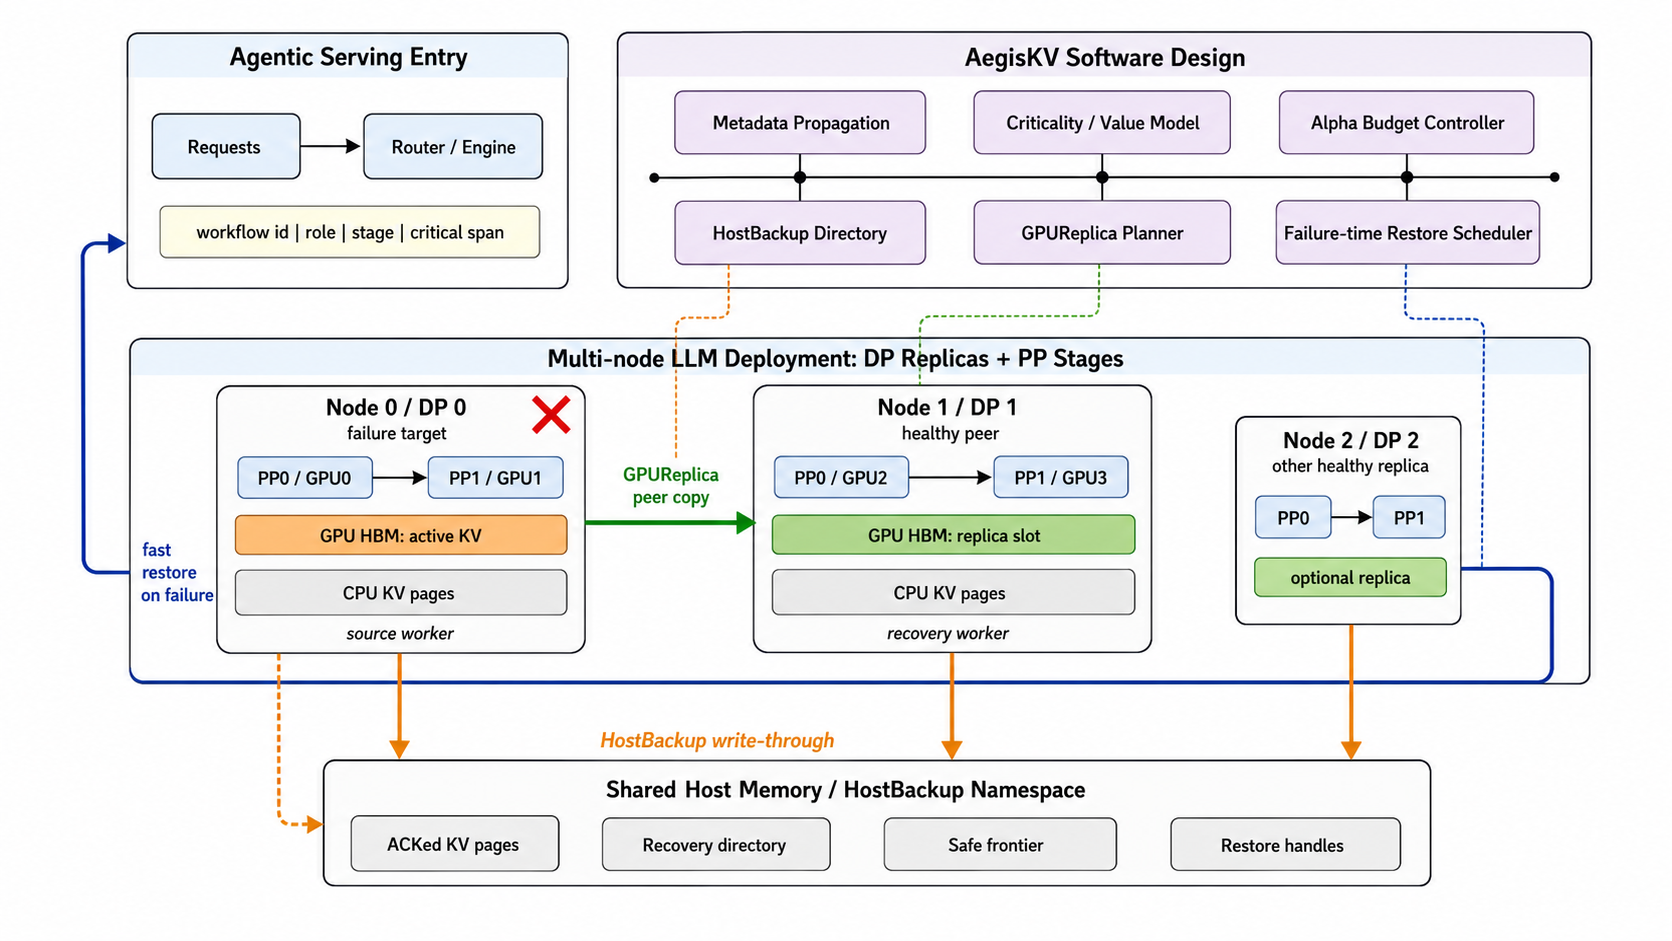 Agentic Serving Entry
Requests
Router / Engine
workflow id | role | stage | critical span
AegisKV Software Design
Metadata Propagation
Criticality / Value Model
Alpha Budget Controller
HostBackup Directory
GPUReplica Planner
Failure-time Restore Scheduler
Multi-node LLM Deployment: DP Replicas + PP Stages
Node 0 / DP 0
failure target
PP0 / GPU0
PP1 / GPU1
GPU HBM: active KV
CPU KV pages
source worker
fast
restore
on failure
GPUReplica
peer copy
Node 1 / DP 1
healthy peer
PP0 / GPU2
PP1 / GPU3
GPU HBM: replica slot
CPU KV pages
recovery worker
Node 2 / DP 2
other healthy replica
PP0
PP1
optional replica
HostBackup write-through
Shared Host Memory / HostBackup Namespace
ACKed KV pages
Recovery directory
Safe frontier
Restore handles